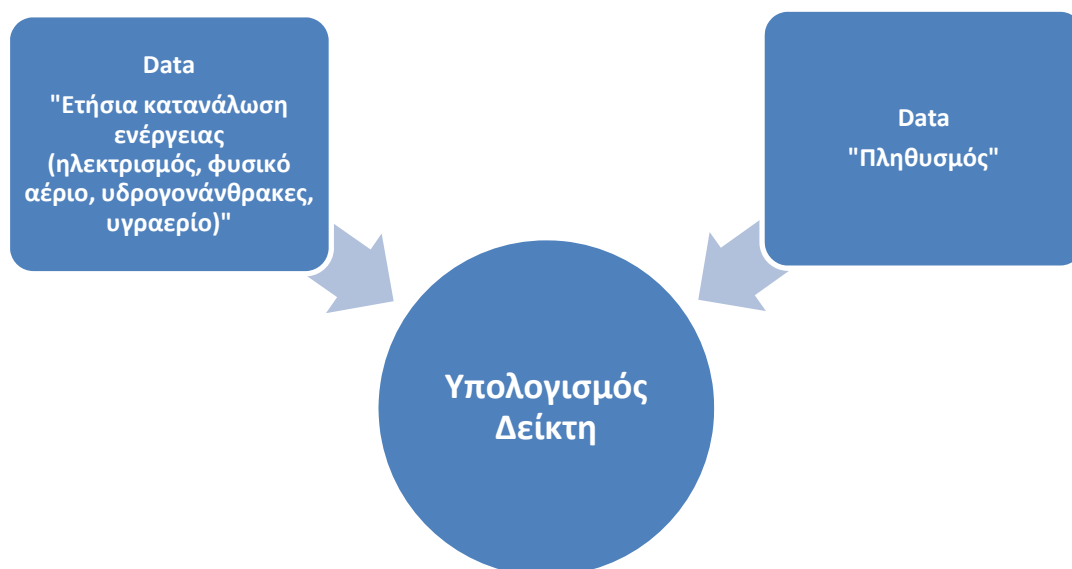 Data
"Ετήσια κατανάλωση
ενέργειας
(ηλεκτρισμός, φυσικό
αέριο, υδρογονάνθρακες,
υγραερίο)"
Data
"Πληθυσμός"
Υπολογισμός
Δείκτη